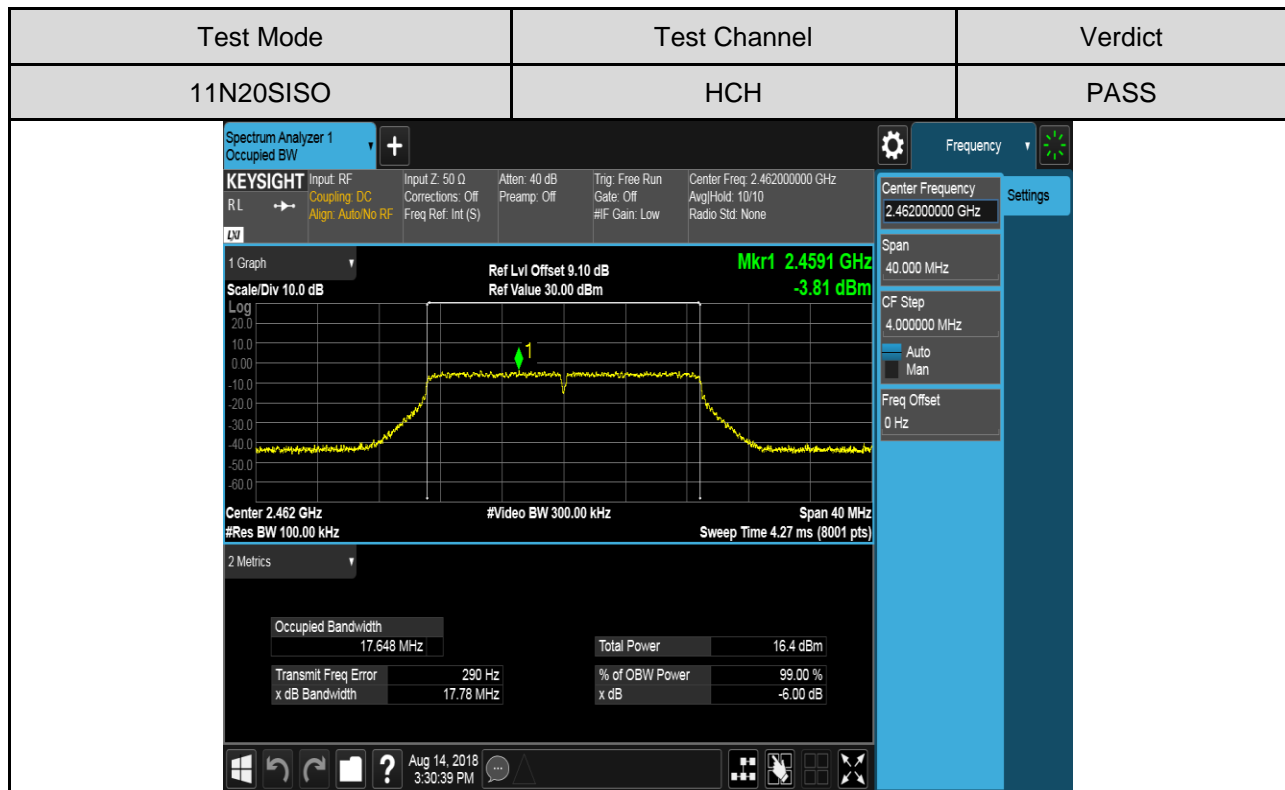 Test Mode Test Channel Verdict
11N20SISO HCH PASS
Spectrum Analyzer 1
Occupied BW
+
Frequency
KEYSIGHT Input: RF Input Z: 50 Ω Atten: 40 dB Trig: Free Run Center Freq: 2.462000000 GHz
RL Coupling: DC Corrections: Off Preamp: Off Gate: Off Avg|Hold: 10/10
Align: Auto/No RF Freq Ref: Int (S) #IF Gain: Low Radio Std: None
LXI
Center Frequency
2.462000000 GHz
Settings
Span
40.000 MHz
CF Step
4.000000 MHz
Auto
Man
Freq Offset
0 Hz
1 Graph
Ref Lvl Offset 9.10 dB
Mkr1 2.4591 GHz
Scale/Div 10.0 dB Ref Value 30.00 dBm -3.81 dBm
Log
20.0
10.0
0.00
-10.0
-20.0
-30.0
-40.0
-50.0
-60.0
1
Center 2.462 GHz #Video BW 300.00 kHz Span 40 MHz
#Res BW 100.00 kHz Sweep Time 4.27 ms (8001 pts)
2 Metrics
Occupied Bandwidth
17.648 MHz
Total Power 16.4 dBm
Transmit Freq Error 290 Hz % of OBW Power 99.00 %
x dB Bandwidth 17.78 MHz x dB -6.00 dB
?
Aug 14, 2018
3:30:39 PM